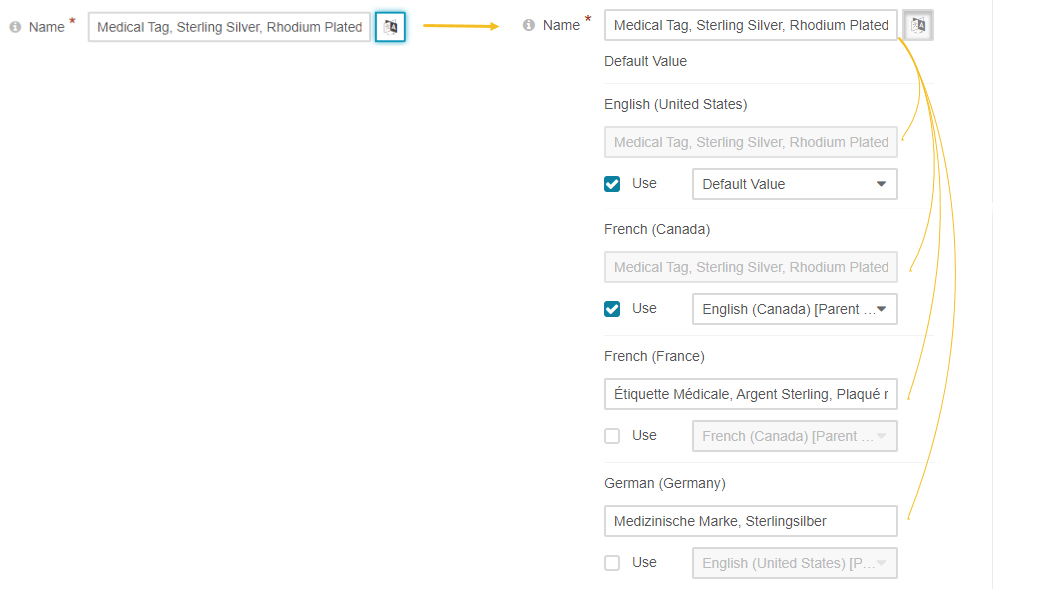 Name *
Medical Tag, Sterling Silver, Rhodium Plated
Name *
Medical Tag, Sterling Silver, Rhodium Plated
Default Value
English (United States)
Medical Tag, Sterling Silver, Rhodium Plated
Use
Default Value
French (Canada)
Medical Tag, Sterling Silver, Rhodium Plated
Use
English (Canada) [Parent ...
French (France)
Étiquette Médicale, Argent Sterling, Plaqué r
Use
French (Canada) [Parent ...
German (Germany)
Medizinische Marke, Sterlingsilber
Use
English (United States) [P...